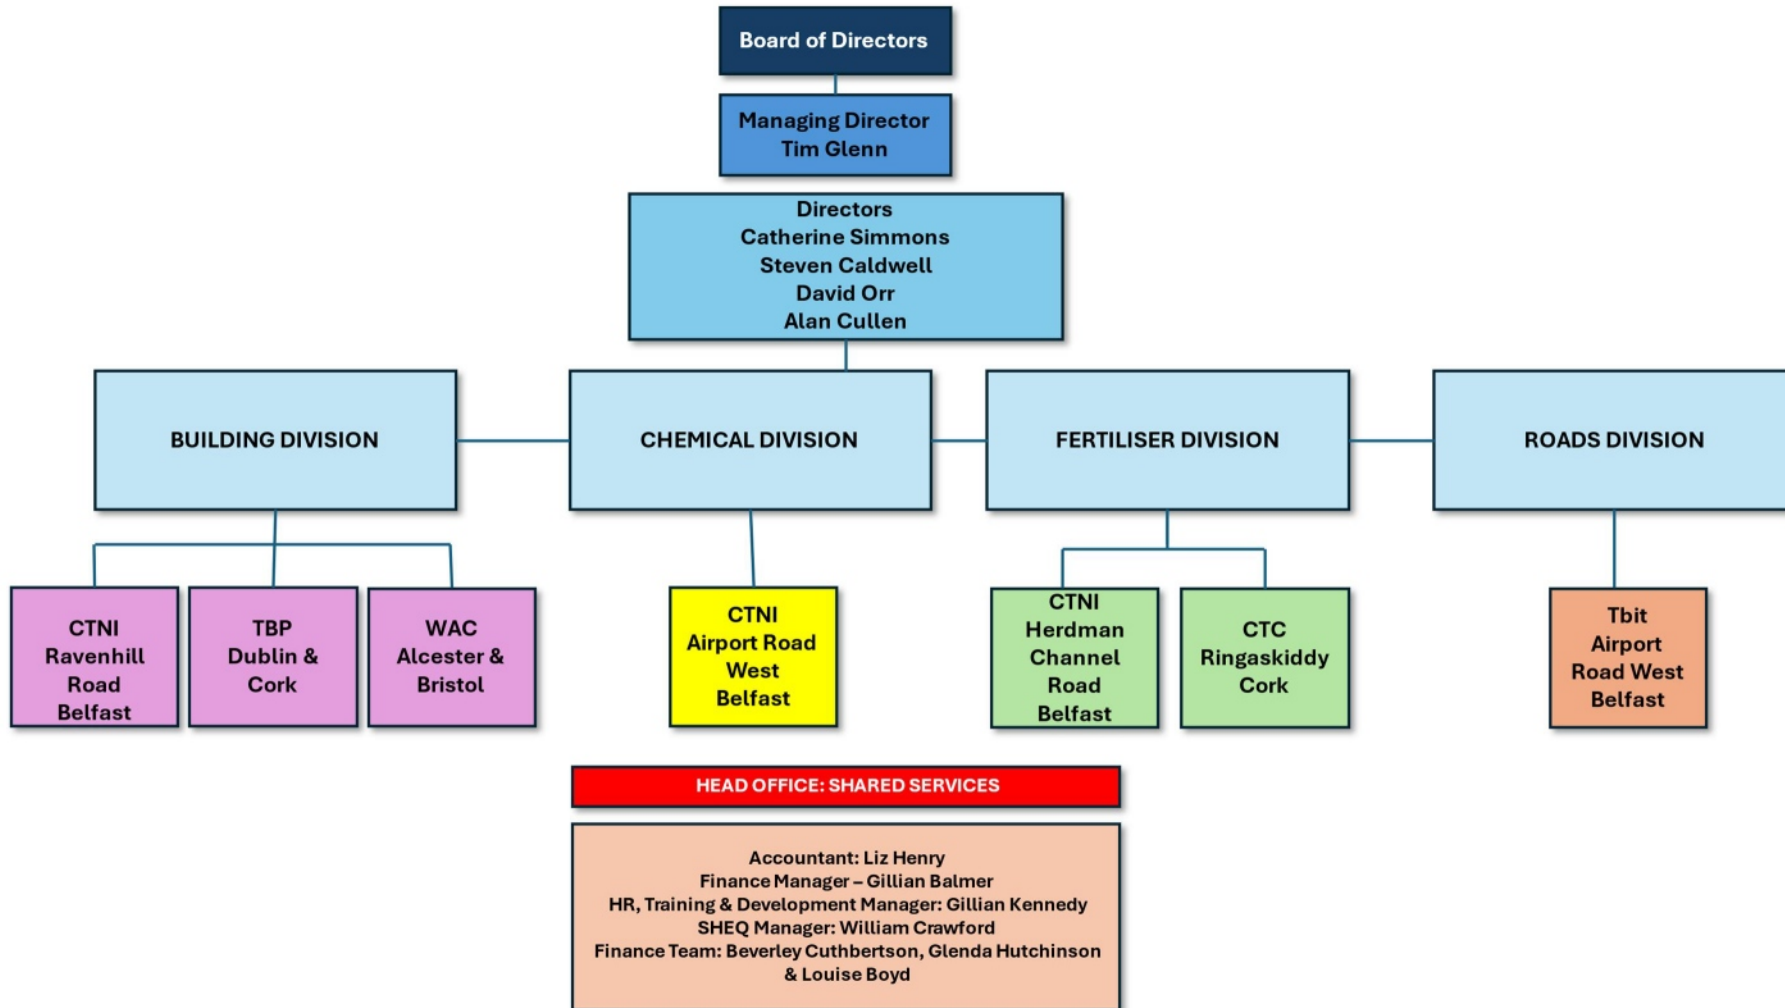 Board of Directors
Managing Director
Tim Glenn
Directors
Catherine Simmons
Steven Caldwell
David Orr
Alan Cullen
BUILDING DIVISION
CHEMICAL DIVISION
FERTILISER DIVISION
ROADS DIVISION
CTNI
Ravenhill
Road
Belfast
TBP
Dublin &
Cork
WAC
Alcester &
Bristol
CTNI
Airport Road
West
Belfast
CTNI
Herdman
Channel
Road
Belfast
CTC
Ringaskiddy
Cork
Tbit
Airport
Road West
Belfast
HEAD OFFICE: SHARED SERVICES
Accountant: Liz Henry
Finance Manager – Gillian Balmer
HR, Training & Development Manager: Gillian Kennedy
SHEQ Manager: William Crawford
Finance Team: Beverley Cuthbertson, Glenda Hutchinson
& Louise Boyd